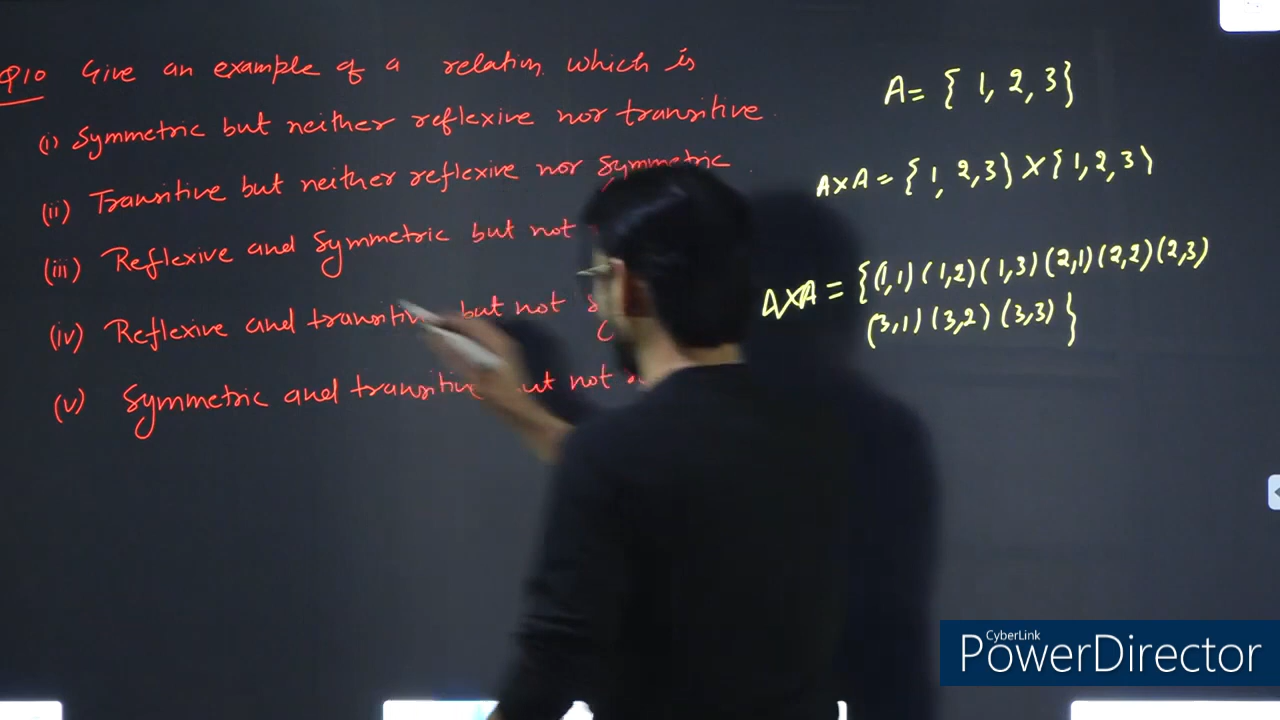 Q10 Give an example of a relation which is
(i) Symmetric but neither reflexive nor transitive.
(ii) Transitive but neither reflexive nor symmetric.
(iii) Reflexive and symmetric but not
(iv) Reflexive and transitive but not
(v) Symmetric and transitive but not
A= { 1, 2, 3}
A×A = { 1, 2,3} X { 1, 2, 3}
A×A = {(1,1) (1,2) (1,3) (2,1) (2,2) (2,3)
(3,1) (3,2) (3,3) }
CyberLink
PowerDirector